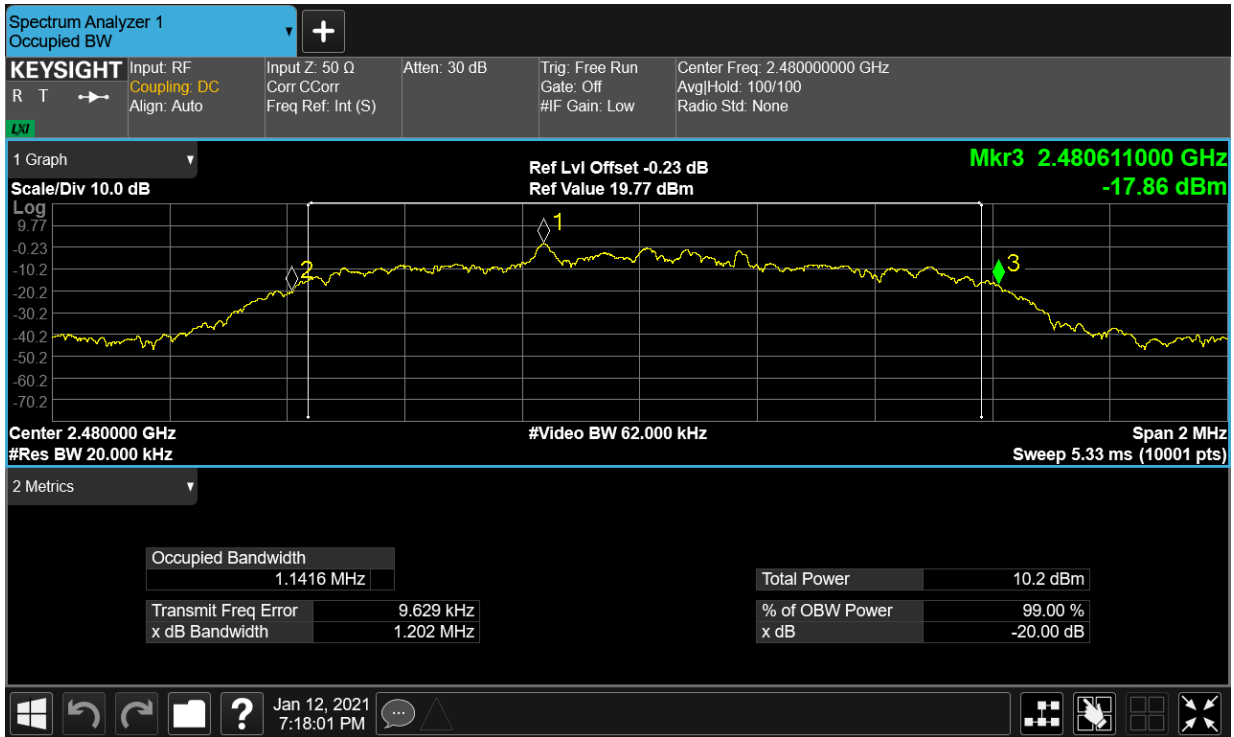 Spectrum Analyzer 1
Occupied BW
KEYSIGHT
R T
LXI
Input: RF
Coupling: DC
Align: Auto
Input Z: 50 Ω
Corr CCorr
Freq Ref: Int (S)
Atten: 30 dB
Trig: Free Run
Gate: Off
#IF Gain: Low
Center Freq: 2.480000000 GHz
Avg|Hold: 100/100
Radio Std: None
1 Graph
Scale/Div 10.0 dB
Ref Lvl Offset -0.23 dB
Ref Value 19.77 dBm
Mkr3 2.480611000 GHz
-17.86 dBm
Log
9.77
-0.23
-10.2
-20.2
-30.2
-40.2
-50.2
-60.2
-70.2
1
2
3
Center 2.480000 GHz
#Video BW 62.000 kHz
Span 2 MHz
#Res BW 20.000 kHz
Sweep 5.33 ms (10001 pts)
2 Metrics
Occupied Bandwidth
1.1416 MHz
Total Power 10.2 dBm
Transmit Freq Error 9.629 kHz
% of OBW Power 99.00 %
x dB Bandwidth 1.202 MHz
x dB -20.00 dB
?
Jan 12, 2021
7:18:01 PM